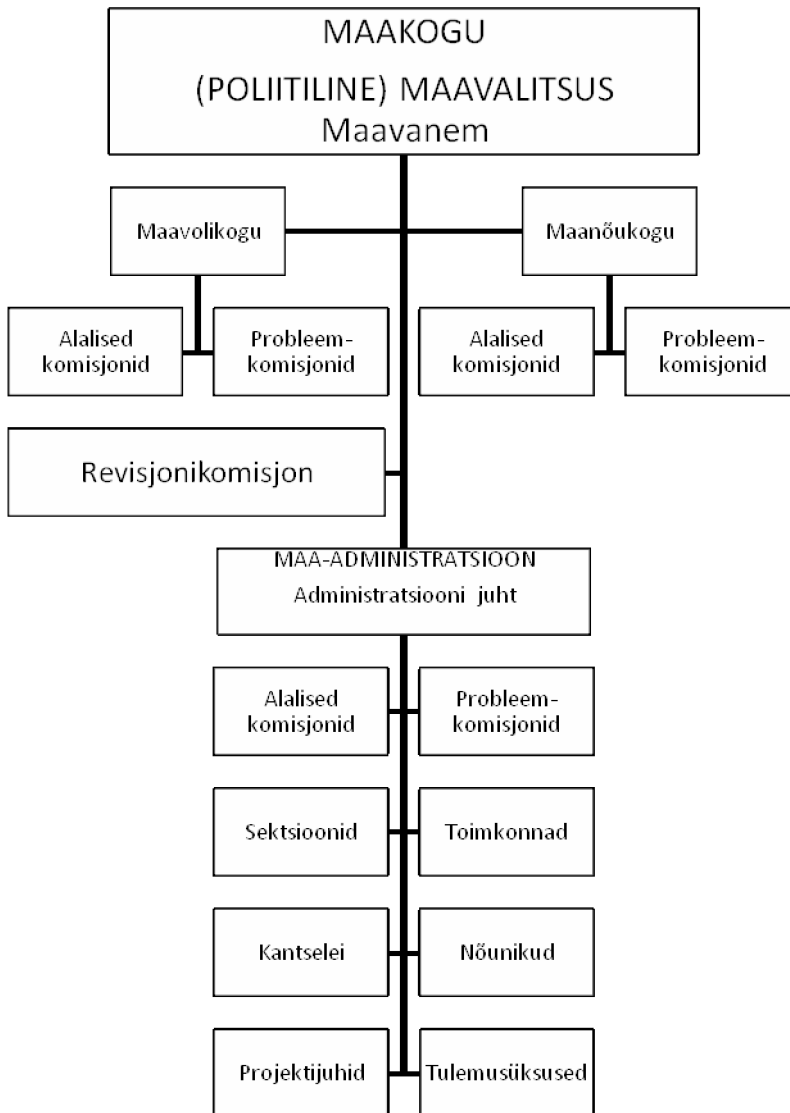 MAAKOGU
(POLIITILINE) MAAVALITSUS
Maavanem
Maavolikogu
Maanõukogu
Alalised
komisjonid
Probleem-
komisjonid
Alalised
komisjonid
Probleem-
komisjonid
Revisjonikomisjon
MAA-ADMINISTRATSIOON
Administratsiooni juht
Alalised
komisjonid
Probleem-
komisjonid
Sektsioonid
Toimkonnad
Kantselei
Nõunikud
Projektijuhid
Tulemusüksused